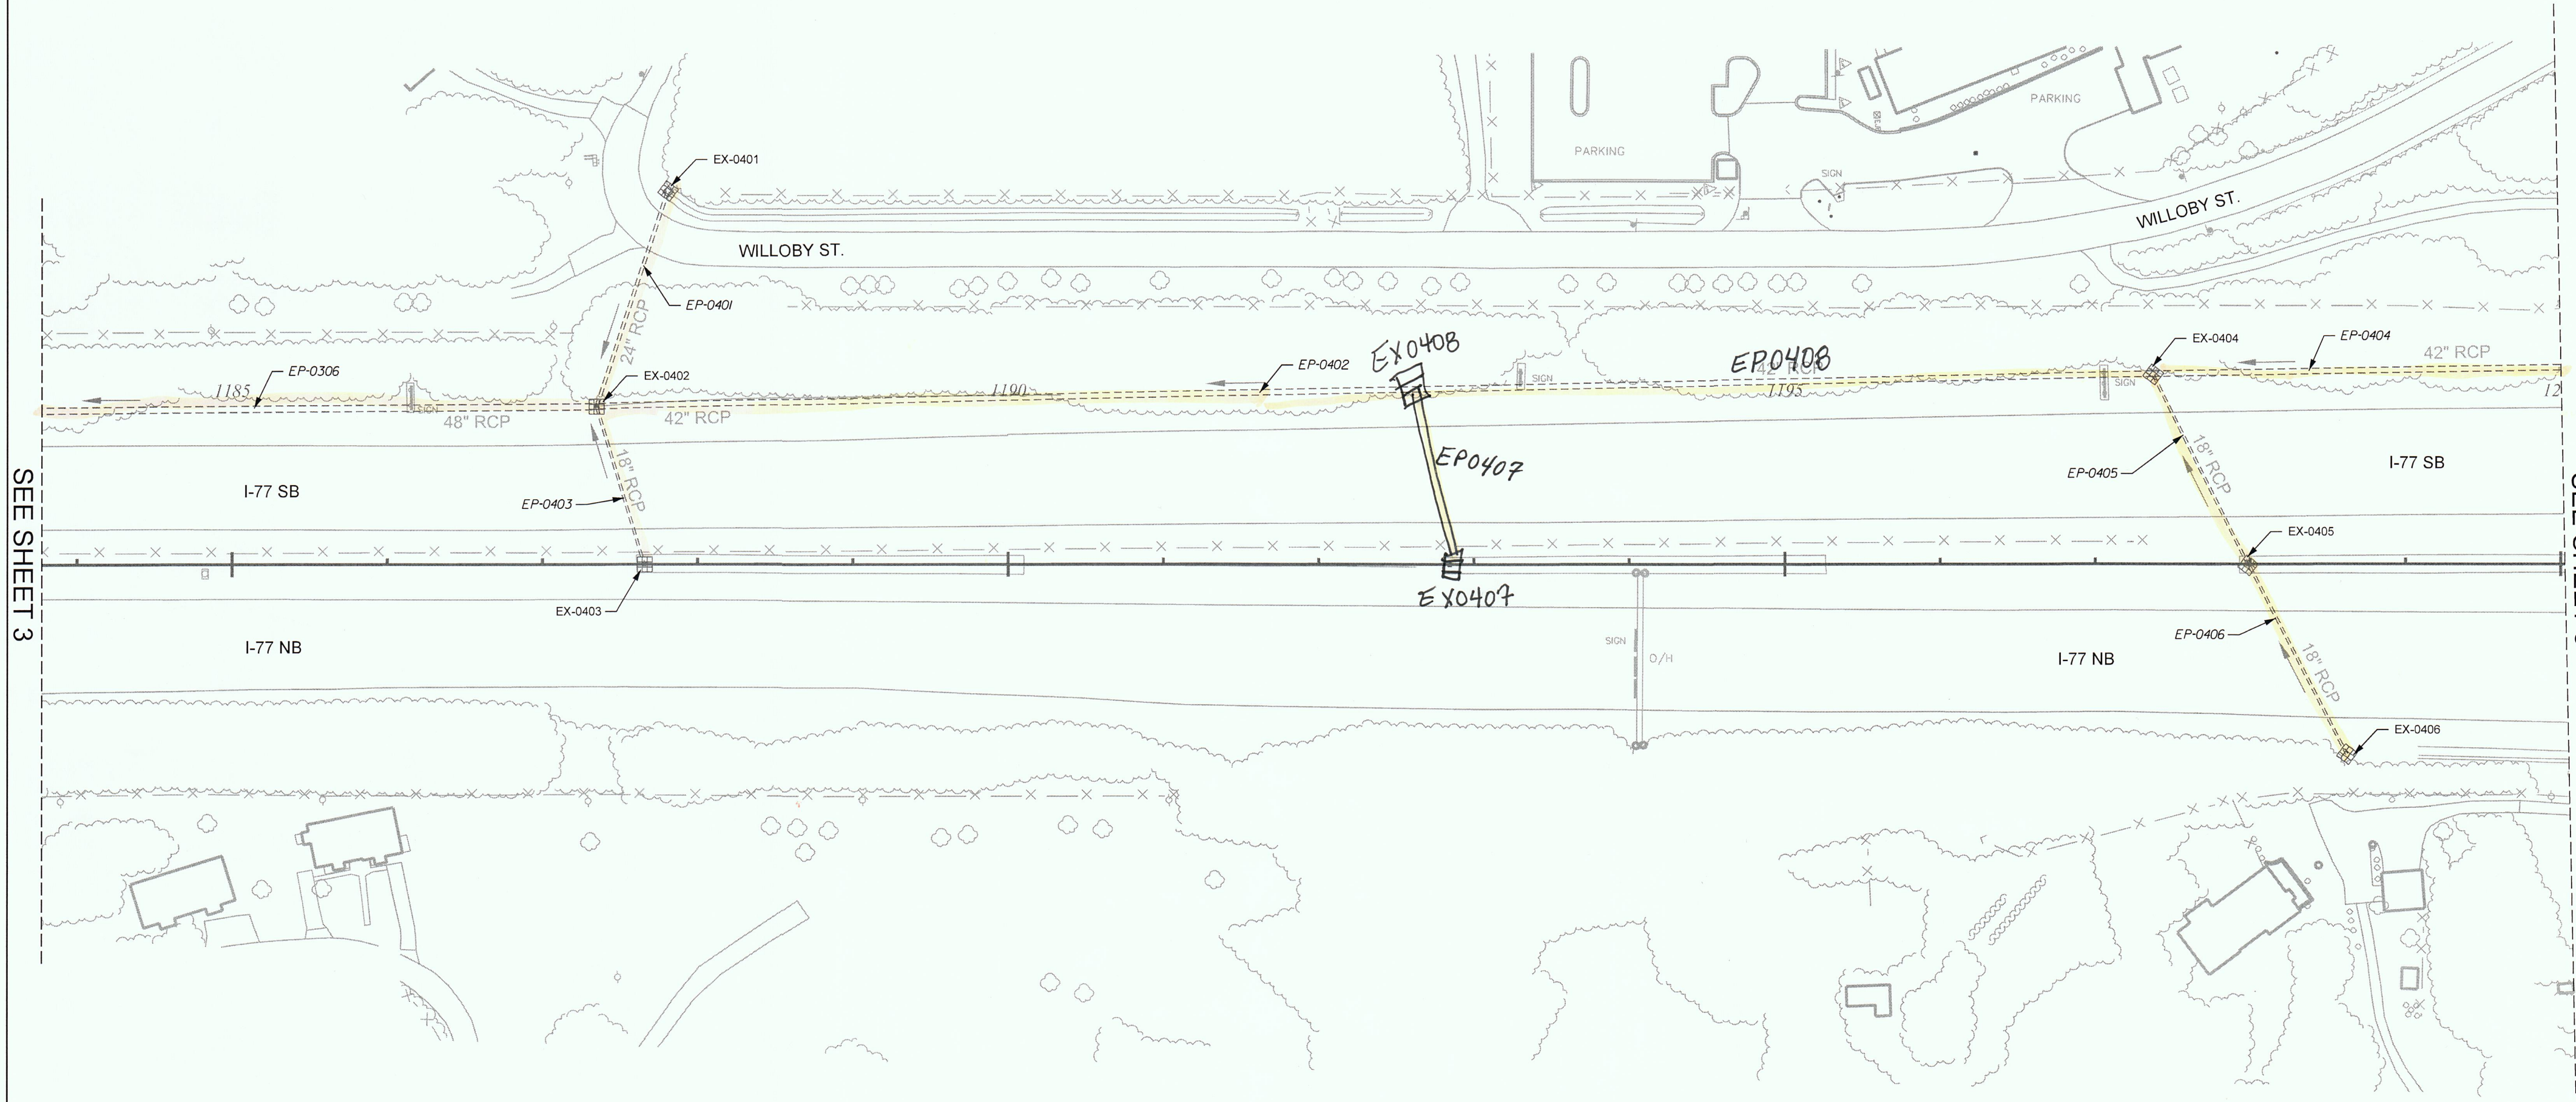 PARKING
EX-0401
PARKING
SIGN
WILLOBY ST.
WILLOBY ST.
EP-0401
24" RCP
EX0408
EP0408
EX-0404
EP-0404
42" RCP
EP-0306
EX-0402
EP-0402
SIGN
SIGN
1185
1190
1195
12
SIGN
48" RCP
42" RCP
18" RCP
EP-0403
EP0407
EP-0405
18" RCP
I-77 SB
I-77 SB
SEE SHEET 3
EX-0405
EX-0403
EX0407
I-77 NB
SIGN
O/H
EP-0406
18" RCP
I-77 NB
EX-0406